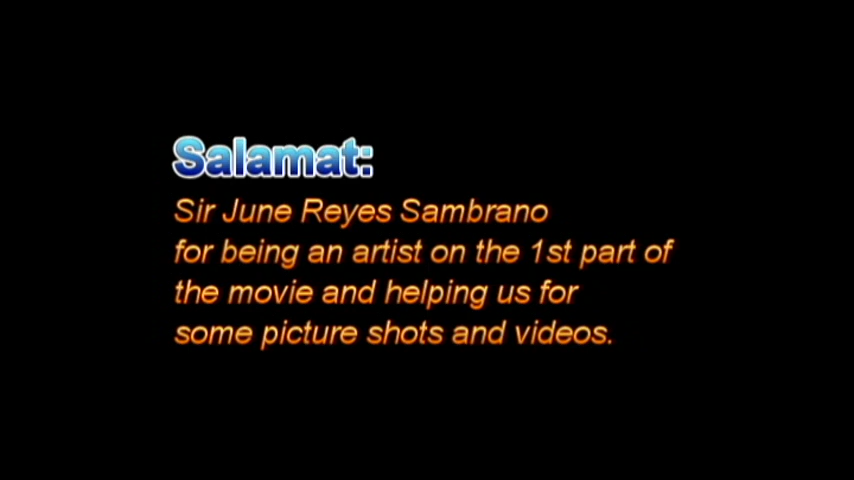 Salamat:
Sir June Reyes Sambrano
for being an artist on the 1st part of
the movie and helping us for
some picture shots and videos.